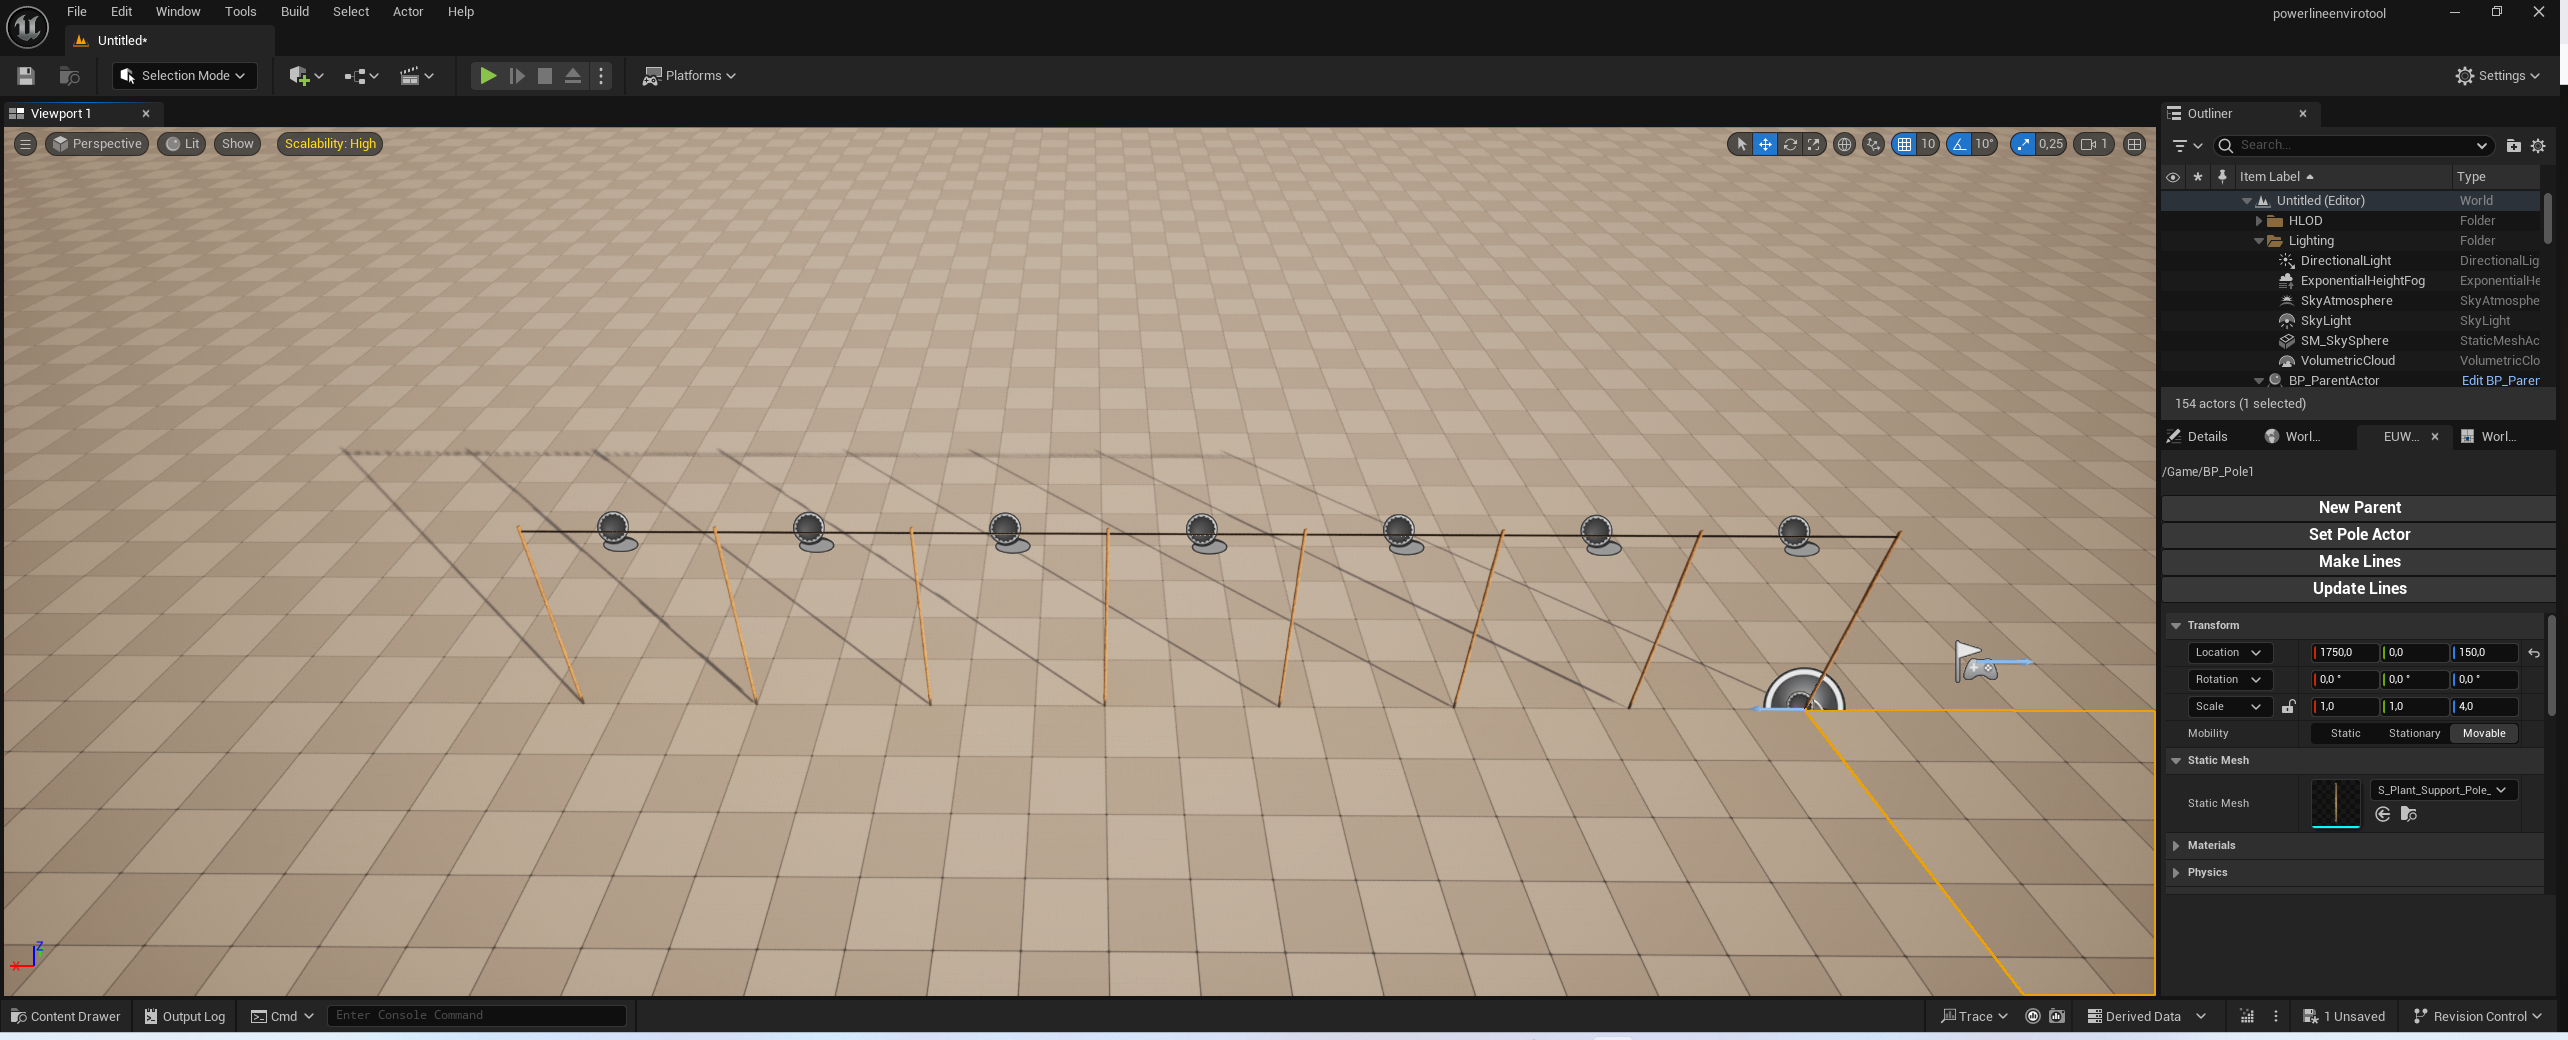 File Edit Window Tools Build Select Actor Help
powerlineenvirotool
Untitled*
Selection Mode
Platforms
Settings
Viewport 1
Outliner
Perspective Lit Show Scalability: High
10 10° 0,25 1
Search...
Item Label Type
Untitled (Editor) World
HLOD Folder
Lighting Folder
DirectionalLight DirectionalLig
ExponentialHeightFog ExponentialHe
SkyAtmosphere SkyAtmosphe
SkyLight SkyLight
SM_SkySphere StaticMeshAc
VolumetricCloud VolumetricClo
BP_ParentActor Edit BP_Paren
154 actors (1 selected)
Details Worl... EUW... Worl...
/Game/BP_Pole1
New Parent
Set Pole Actor
Make Lines
Update Lines
Transform
Location 1750,0 0,0 150,0
Rotation 0,0 ° 0,0 ° 0,0 °
Scale 1,0 1,0 4,0
Mobility Static Stationary Movable
Static Mesh
Static Mesh S_Plant_Support_Pole_
Materials
Physics
Z
X
Content Drawer Output Log Cmd Enter Console Command Trace Derived Data 1 Unsaved Revision Control